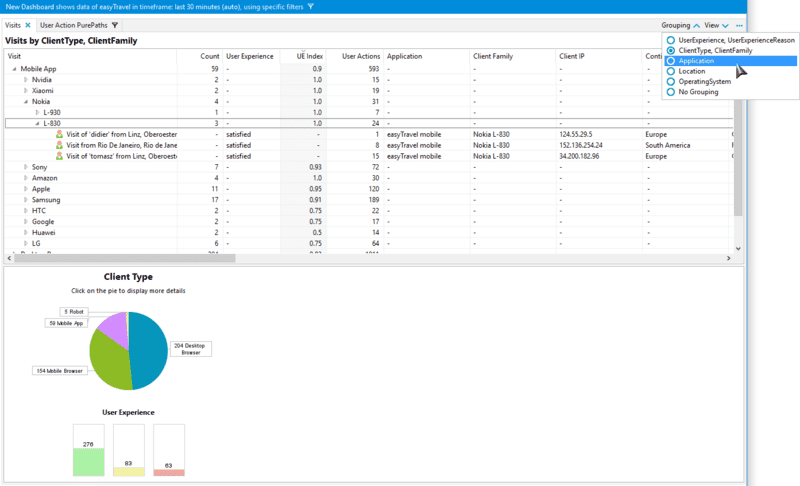 New Dashboard shows data of easyTravel in timeframe: last 30 minutes (auto), using specific filters
Visits User Action PurePaths Grouping View
Visits by ClientType, ClientFamily
UserExperience, UserExperienceReason
ClientType, ClientFamily
Application
Location
OperatingSystem
No Grouping
Visit Count User Experience UE Index User Actions Application Client Family Client IP
Mobile App 59 - 0.9 593 - - - -
Nvidia 2 - 1.0 15 - - - -
Xiaomi 2 - 1.0 19 - - - -
Nokia 4 - 1.0 31 - - - -
L-930 1 - 1.0 7 - - - -
L-830 3 - 1.0 24 - - - -
Visit of 'didier' from Linz, Oberoester - satisfied - 1 easyTravel mobile Nokia L-830 124.55.29.5 Europe
Visit from Rio De Janeiro, Rio de Jane - satisfied - 8 easyTravel mobile Nokia L-830 152.136.254.24 South America
Visit of 'tomasz' from Linz, Oberoester - satisfied - 15 easyTravel mobile Nokia L-830 34.200.182.96 Europe
Sony 7 - 0.93 72 - - - -
Amazon 4 - 1.0 30 - - - -
Apple 11 - 0.95 120 - - - -
Samsung 17 - 0.91 189 - - - -
HTC 2 - 0.75 22 - - - -
Google 2 - 0.75 17 - - - -
Huawei 2 - 0.5 14 - - - -
LG 6 - 0.75 64 - - - -
Client Type
Click on the pie to display more details
5 Robot
59 Mobile App
204 Desktop Browser
154 Mobile Browser
User Experience
276
83
63